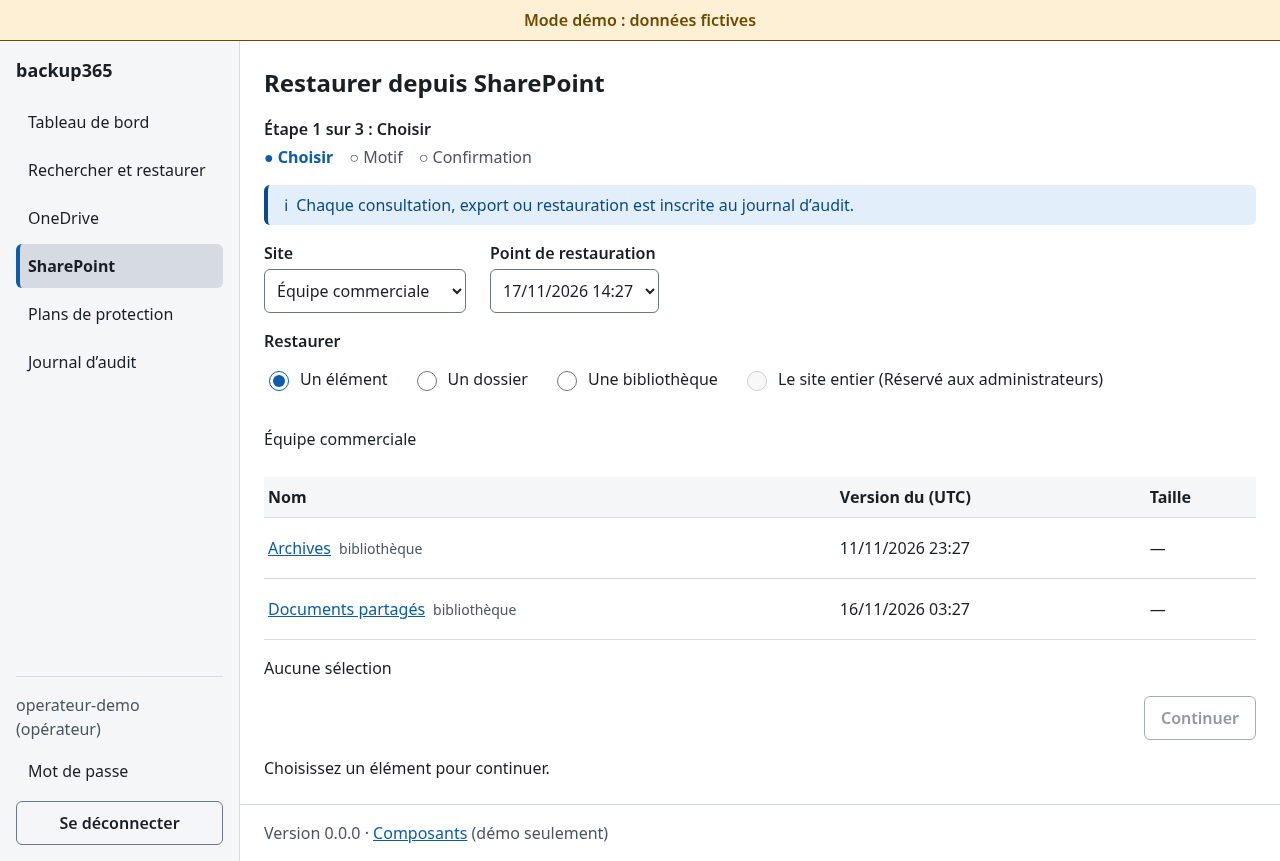 Mode démo : données fictives
backup365
Tableau de bord
Rechercher et restaurer
OneDrive
SharePoint
Plans de protection
Journal d’audit
operateur-demo
(opérateur)
Mot de passe
Se déconnecter
Restaurer depuis SharePoint
Étape 1 sur 3 : Choisir
● Choisir ○ Motif ○ Confirmation
i Chaque consultation, export ou restauration est inscrite au journal d’audit.
Site Point de restauration
Équipe commerciale 17/11/2026 14:27
Restaurer
Un élément Un dossier Une bibliothèque Le site entier (Réservé aux administrateurs)
Équipe commerciale
Nom Version du (UTC) Taille
Archives bibliothèque 11/11/2026 23:27 —
Documents partagés bibliothèque 16/11/2026 03:27 —
Aucune sélection
Continuer
Choisissez un élément pour continuer.
Version 0.0.0 · Composants (démo seulement)